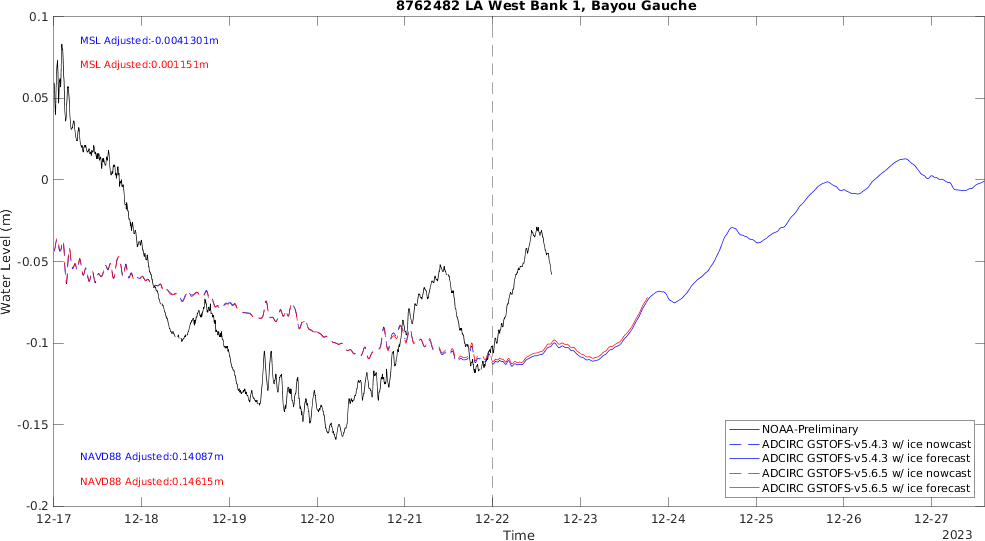 8762482 LA West Bank 1, Bayou Gauche
0.1
MSL Adjusted:-0.0041301m
MSL Adjusted:0.001151m
0.05
0
-0.05
Water Level (m)
-0.1
-0.15
NOAA-Preliminary
ADCIRC GSTOFS-v5.4.3 w/ ice nowcast
ADCIRC GSTOFS-v5.4.3 w/ ice forecast
ADCIRC GSTOFS-v5.6.5 w/ ice nowcast
ADCIRC GSTOFS-v5.6.5 w/ ice forecast
NAVD88 Adjusted:0.14087m
NAVD88 Adjusted:0.14615m
-0.2
12-17 12-18 12-19 12-20 12-21 12-22 12-23 12-24 12-25 12-26 12-27
Time
2023